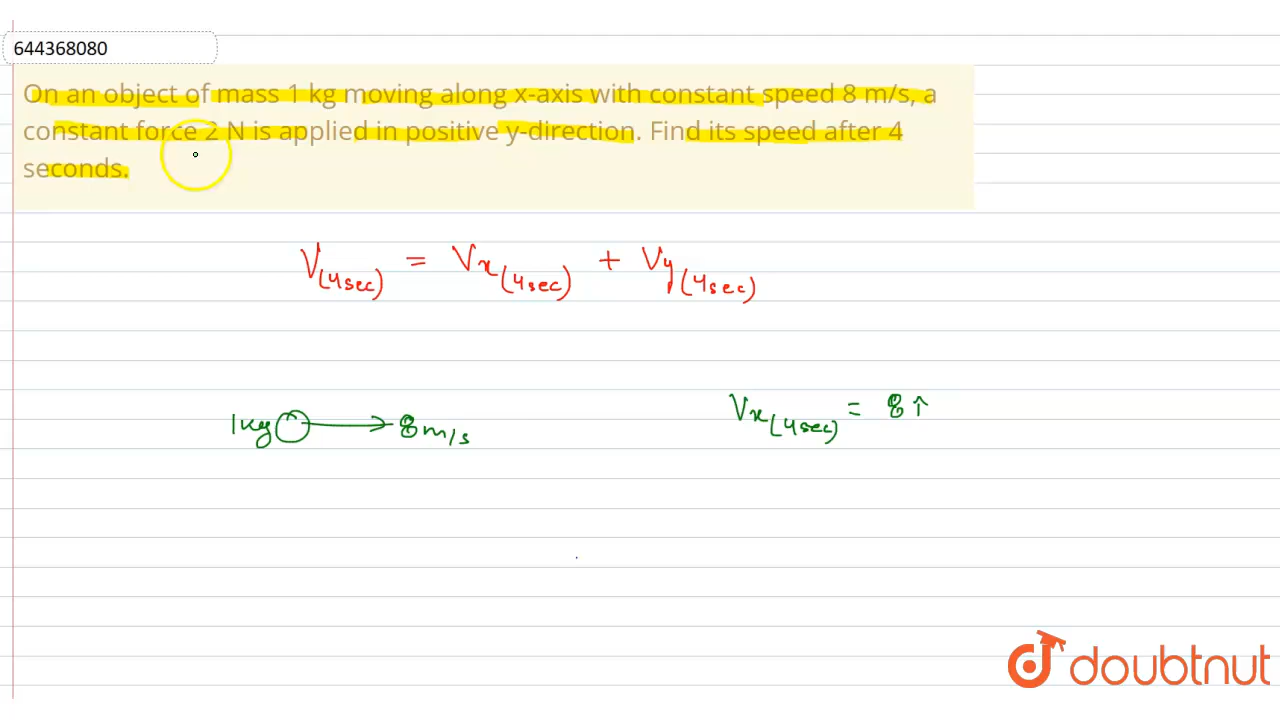 644368080
On an object of mass 1 kg moving along x-axis with constant speed 8 m/s, a
constant force 2 N is applied in positive y-direction. Find its speed after 4
seconds.
V(4sec) = Vx(4sec) + Vy(4sec)
1kg 8m/s
Vx(4sec) = 8 î
doubtnut